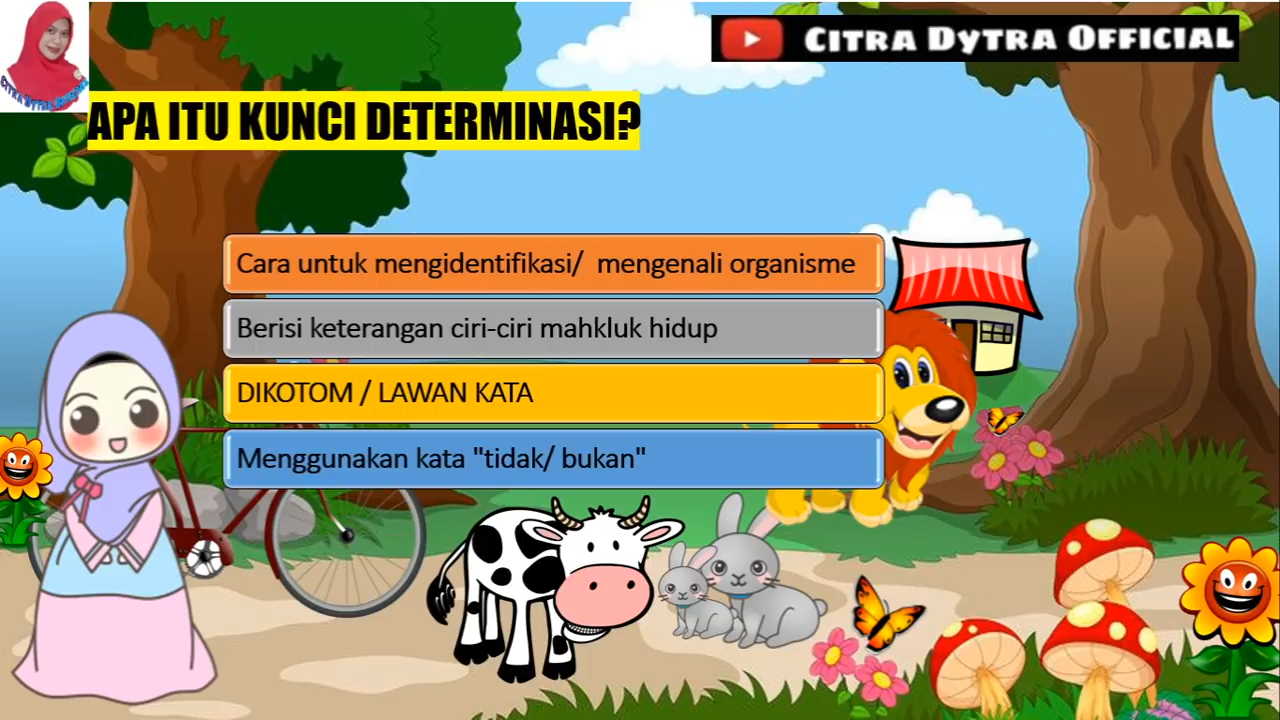 CITRA DYTRA OFFICIAL
APA ITU KUNCI DETERMINASI?
Cara untuk mengidentifikasi/ mengenali organisme
Berisi keterangan ciri-ciri mahkluk hidup
DIKOTOM / LAWAN KATA
Menggunakan kata "tidak/ bukan"